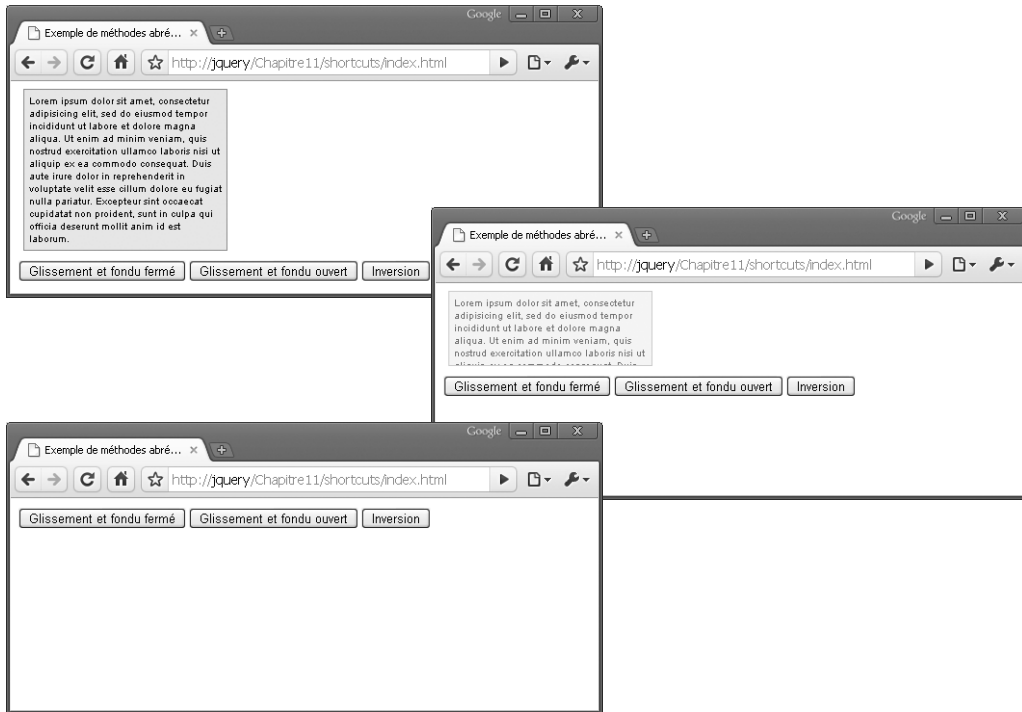 Google
Exemple de méthodes abré...
http://jquery/Chapitre11/shortcuts/index.html
Lorem ipsum dolor sit amet, consectetur
adipisicing elit, sed do eiusmod tempor
incididunt ut labore et dolore magna
aliqua. Ut enim ad minim veniam, quis
nostrud exercitation ullamco laboris nisi ut
aliquip ex ea commodo consequat. Duis
aute irure dolor in reprehenderit in
voluptate velit esse cillum dolore eu fugiat
nulla pariatur. Excepteur sint occaecat
cupidatat non proident, sunt in culpa qui
officia deserunt mollit anim id est
laborum.
Glissement et fondu fermé Glissement et fondu ouvert Inversion
Google
Exemple de méthodes abré...
http://jquery/Chapitre11/shortcuts/index.html
Lorem ipsum dolor sit amet, consectetur
adipisicing elit, sed do eiusmod tempor
incididunt ut labore et dolore magna
aliqua. Ut enim ad minim veniam, quis
nostrud exercitation ullamco laboris nisi ut
Glissement et fondu fermé Glissement et fondu ouvert Inversion
Google
Exemple de méthodes abré...
http://jquery/Chapitre11/shortcuts/index.html
Glissement et fondu fermé Glissement et fondu ouvert Inversion